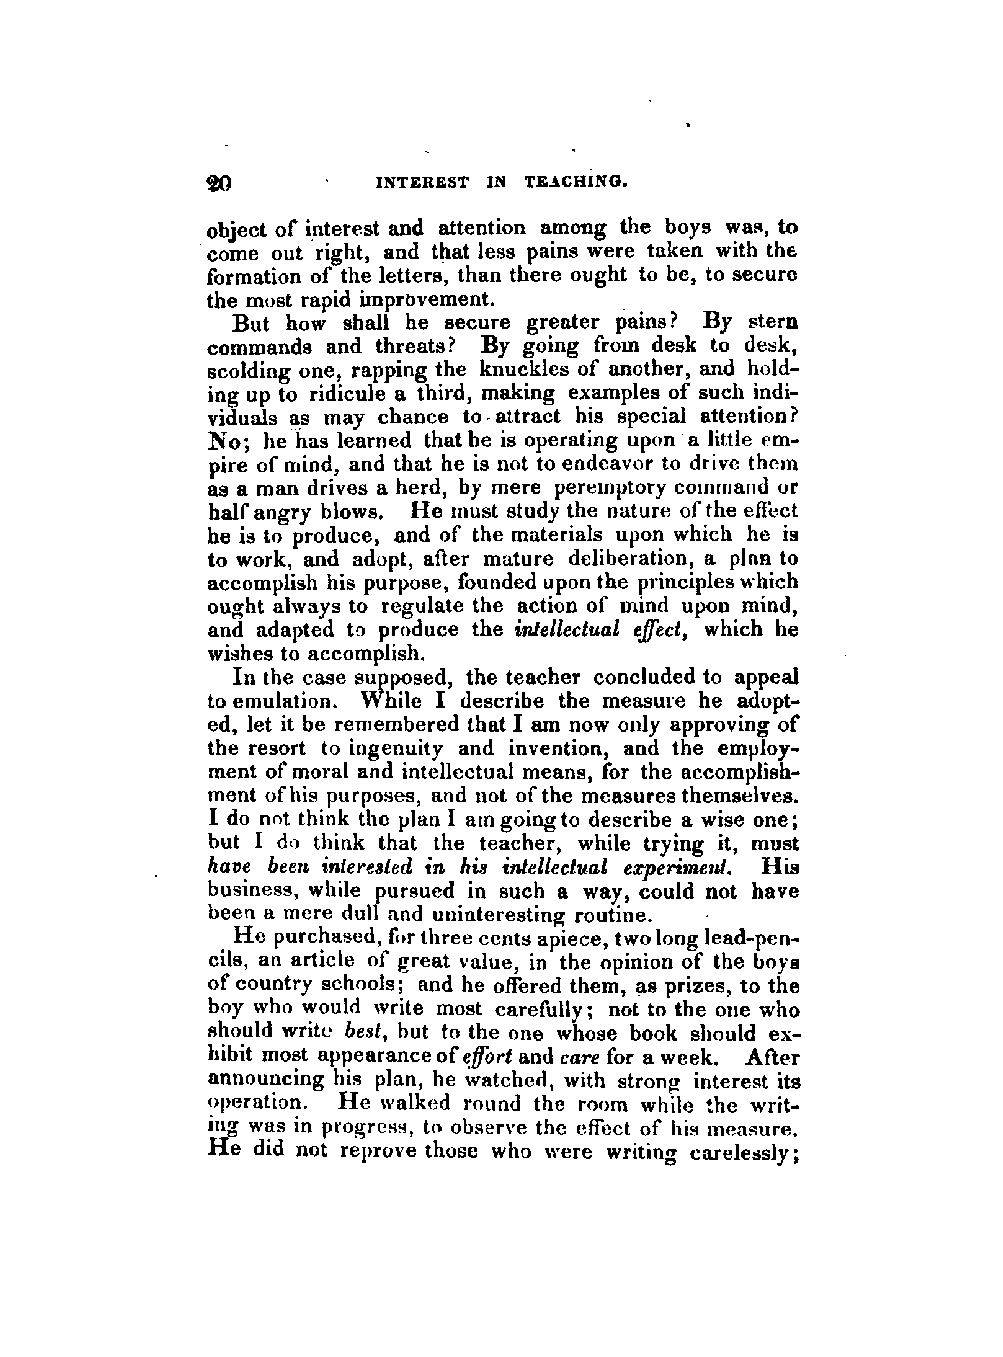 20 INTEREST IN TEACHING.
object of interest and attention among the boys was, to
come out right, and that less pains were taken with the
formation of the letters, than there ought to be, to secure
the most rapid improvement.
But how shall he secure greater pains? By stern
commands and threats? By going from desk to desk,
scolding one, rapping the knuckles of another, and hold-
ing up to ridicule a third, making examples of such indi-
viduals as may chance to attract his special attention?
No; he has learned that he is operating upon a little em-
pire of mind, and that he is not to endeavor to drive them
as a man drives a herd, by mere peremptory command or
half angry blows. He must study the nature of the effect
he is to produce, and of the materials upon which he is
to work, and adopt, after mature deliberation, a plan to
accomplish his purpose, founded upon the principles which
ought always to regulate the action of mind upon mind,
and adapted to produce the intellectual effect, which he
wishes to accomplish.
In the case supposed, the teacher concluded to appeal
to emulation. While I describe the measure he adopt-
ed, let it be remembered that I am now only approving of
the resort to ingenuity and invention, and the employ-
ment of moral and intellectual means, for the accomplish-
ment of his purposes, and not of the measures themselves.
I do not think the plan I am going to describe a wise one;
but I do think that the teacher, while trying it, must
have been interested in his intellectual experiment. His
business, while pursued in such a way, could not have
been a mere dull and uninteresting routine.
He purchased, for three cents apiece, two long lead-pen-
cils, an article of great value, in the opinion of the boys
of country schools; and he offered them, as prizes, to the
boy who would write most carefully; not to the one who
should write best, but to the one whose book should ex-
hibit most appearance of effort and care for a week. After
announcing his plan, he watched, with strong interest its
operation. He walked round the room while the writ-
ing was in progress, to observe the effect of his measure.
He did not reprove those who were writing carelessly;